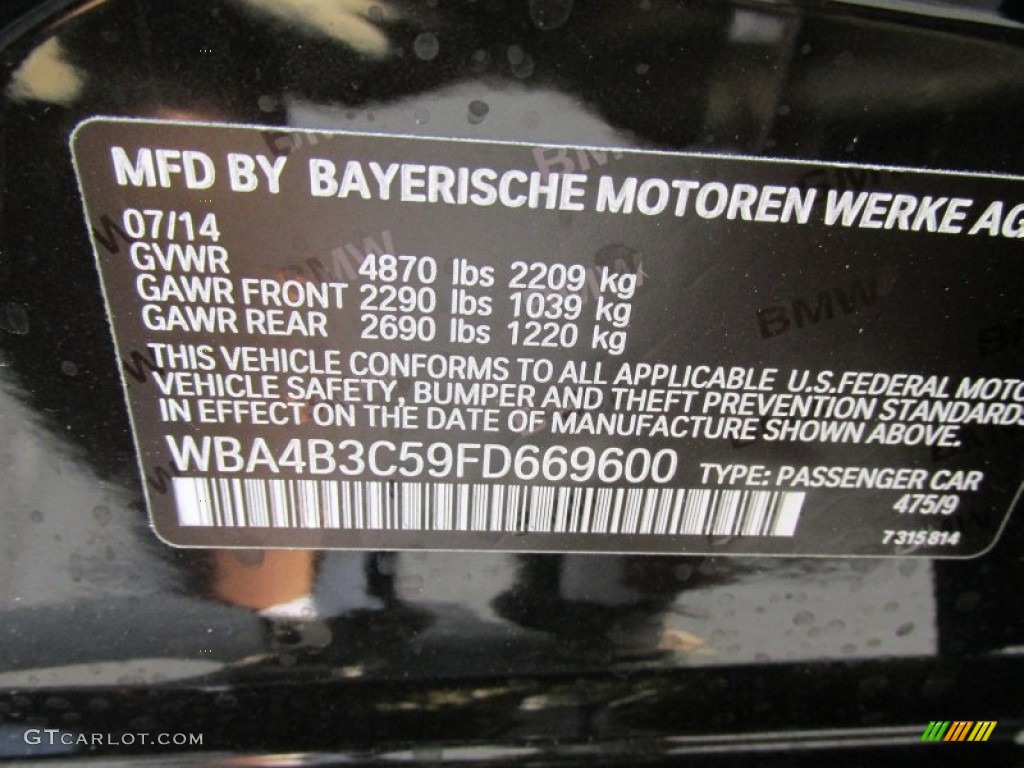 MFD BY BAYERISCHE MOTOREN WERKE AG
07/14
GVWR 4870 lbs 2209 kg
GAWR FRONT 2290 lbs 1039 kg
GAWR REAR 2690 lbs 1220 kg
THIS VEHICLE CONFORMS TO ALL APPLICABLE U.S.FEDERAL MOTO
VEHICLE SAFETY, BUMPER AND THEFT PREVENTION STANDARDS
IN EFFECT ON THE DATE OF MANUFACTURE SHOWN ABOVE.
WBA4B3C59FD669600 TYPE: PASSENGER CAR
475/9
7315814
GTCARLOT.COM